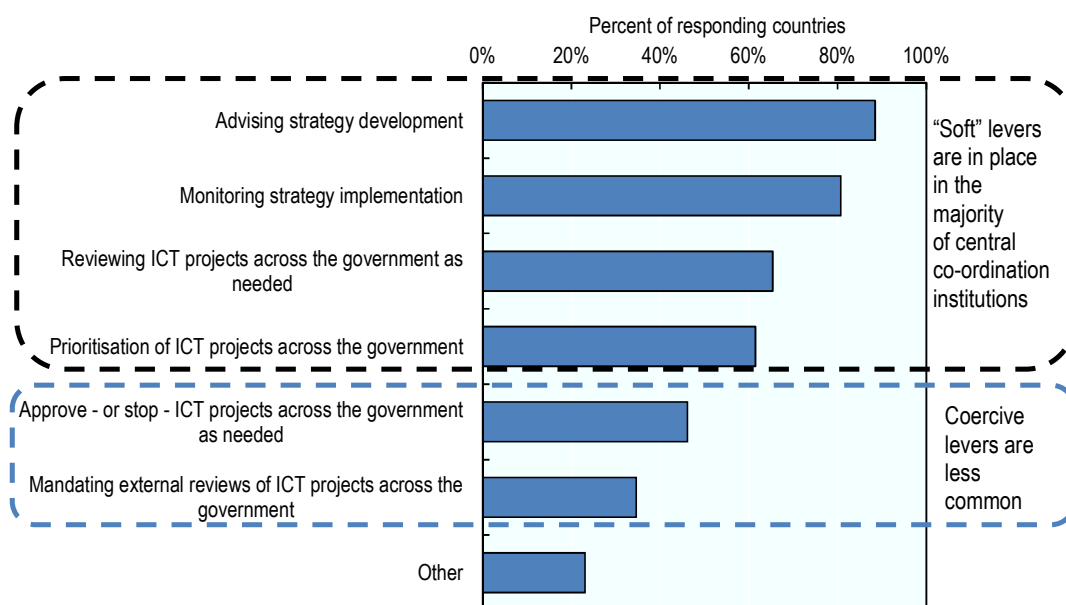 Percent of responding countries
0% 20% 40% 60% 80% 100%
Advising strategy development
Monitoring strategy implementation
Reviewing ICT projects across the government as
needed
Prioritisation of ICT projects across the government
Approve - or stop - ICT projects across the government
as needed
Mandating external reviews of ICT projects across the
government
Other
“Soft” levers
are in place
in the
majority
of central
co-ordination
institutions
Coercive
levers are
less
common